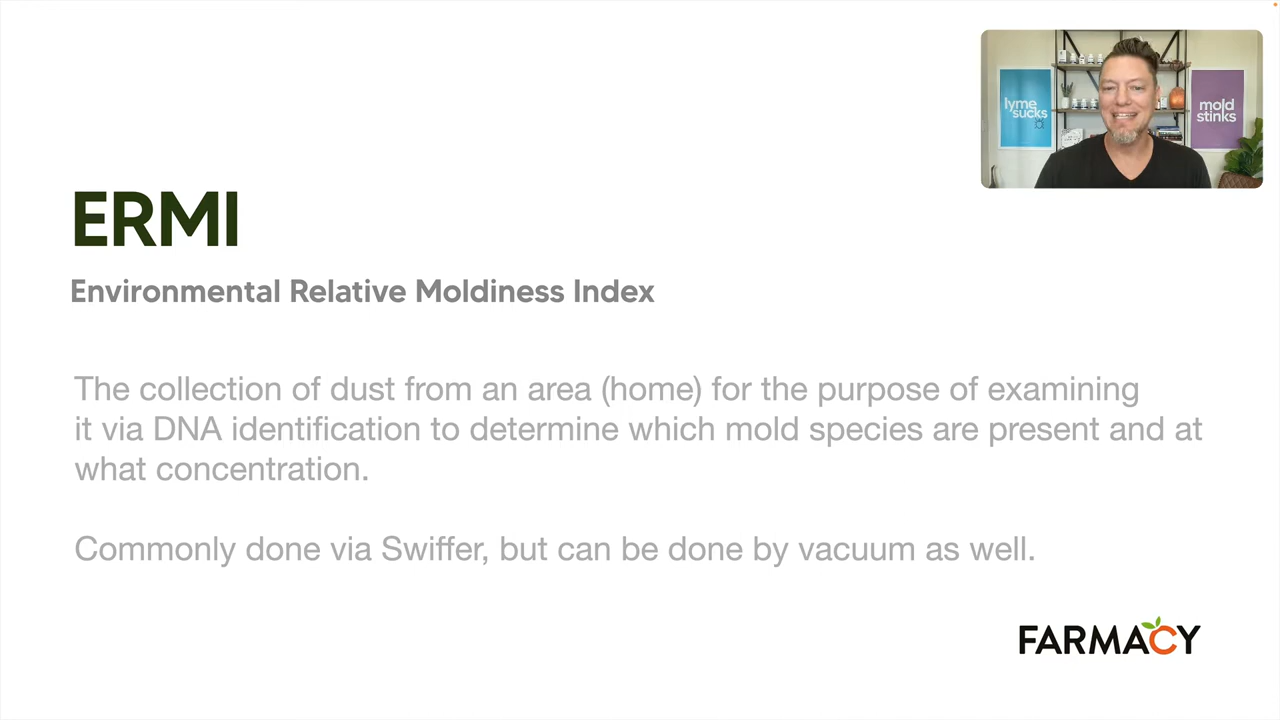 lyme
sucks
mold
stinks
ERMI
Environmental Relative Moldiness Index
The collection of dust from an area (home) for the purpose of examining
it via DNA identification to determine which mold species are present and at
what concentration.
Commonly done via Swiffer, but can be done by vacuum as well.
FARMACY